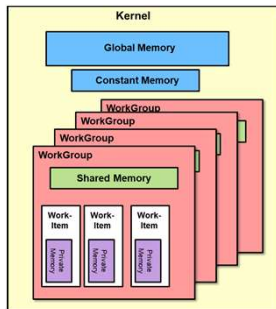 Kernel
Global Memory
Constant Memory
WorkGroup
WorkGroup
WorkGroup
WorkGroup
Shared Memory
Work-
Item
Work-
Item
Work-
Item
Private
Memory
Private
Memory
Private
Memory